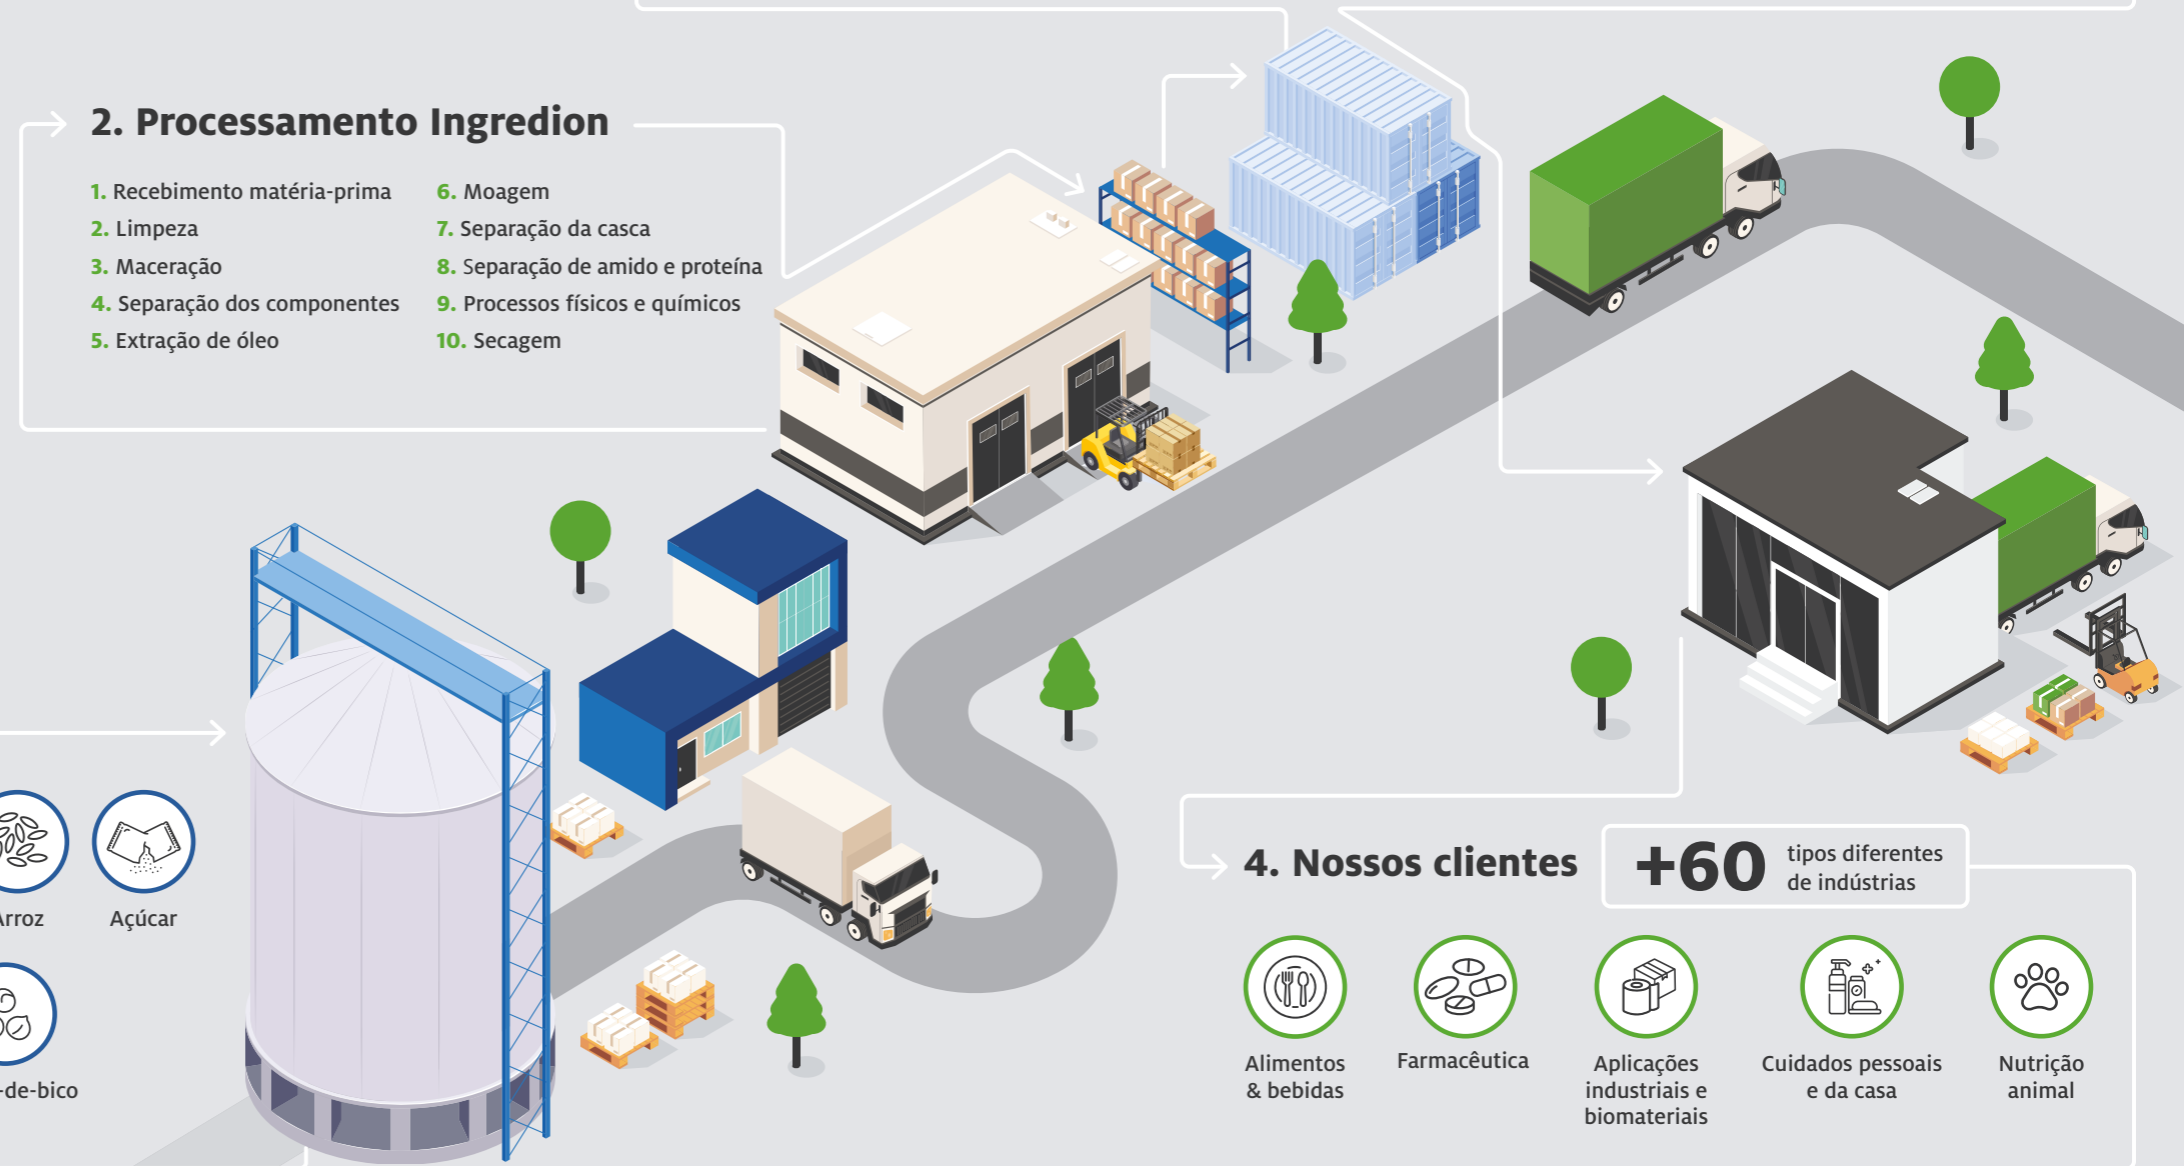 2. Processamento Ingredion
1. Recebimento matéria-prima
2. Limpeza
3. Maceração
4. Separação dos componentes
5. Extração de óleo
6. Moagem
7. Separação da casca
8. Separação de amido e proteína
9. Processos físicos e químicos
10. Secagem
Açúcar
-de-bico
4. Nossos clientes
+60
tipos diferentes
de indústrias
Alimentos
& bebidas
Farmacêutica
Aplicações
industriais e
biomateriais
Cuidados pessoais
e da casa
Nutrição
animal